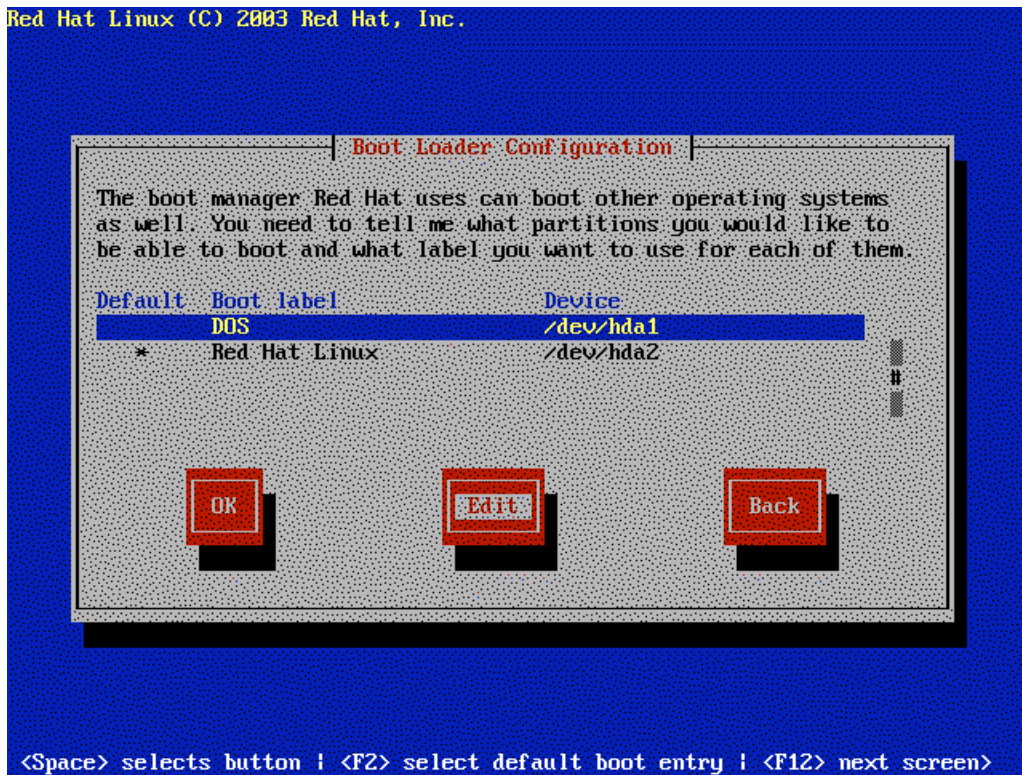 Red Hat Linux (C) 2003 Red Hat, Inc.
Boot Loader Configuration
The boot manager Red Hat uses can boot other operating systems
as well. You need to tell me what partitions you would like to
be able to boot and what label you want to use for each of them.
Default Boot label Device
DOS /dev/hda1
* Red Hat Linux /dev/hda2
#
OK Edit Back
<Space> selects button | <F2> select default boot entry | <F12> next screen>